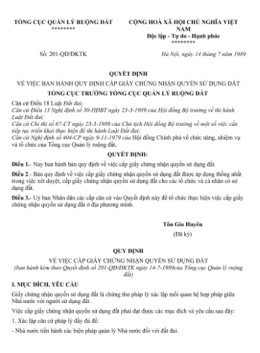 TỔNG CỤC QUẢN LÝ RUỘNG ĐẤT
********
CỘNG HOÀ XÃ HỘI CHỦ NGHĨA VIỆT
NAM
Độc lập - Tự do - Hạnh phúc
********
Số: 201-QĐ/ĐKTK
Hà Nội, ngày 14 tháng 7 năm 1989
QUYẾT ĐỊNH
VỀ VIỆC BAN HÀNH QUY ĐỊNH CẤP GIẤY CHỨNG NHẬN QUYỀN SỬ DỤNG ĐẤT
TỔNG CỤC TRƯỞNG TỔNG CỤC QUẢN LÝ RUỘNG ĐẤT
Căn cứ Điều 18 Luật Đất đai;
Căn cứ Điều 13 Nghị định số 30-HĐBT ngày 23-3-1989 của Hội đồng Bộ trưởng về thi hành
Luật Đất đai;
Căn cứ Chỉ thị số 67-CT ngày 23-3-1989 của Chủ tịch Hội đồng Bộ trưởng về một số việc cần
tiếp tục triển khai thực hiện để thi hành Luật Đất đai;
Căn cứ Nghị định số 404-CP ngày 9-11-1979 của Hội đồng Chính phủ về chức năng, nhiệm vụ
và tổ chức của Tổng cục Quản lý ruộng đất,
QUYẾT ĐỊNH:
Điều 1.- Nay ban hành bản quy định về việc cấp giấy chứng nhận quyền sử dụng đất.
Điều 2.- Bản quy định về việc cấp giấy chứng nhận quyền sử dụng đất được áp dụng thống nhất
trong việc xét duyệt, cấp giấy chứng nhận quyền sử dụng đất cho các tổ chức và cá nhân có sử
dụng đất.
Điều 3.- Uỷ ban Nhân dân các cấp căn cứ vào Quyết định này để tổ chức thực hiện việc cấp giấy
chứng nhận quyền sử dụng đất ở địa phương mình.
Tôn Gia Huyên
(Đã ký)
QUY ĐỊNH
VỀ VIỆC CẤP GIẤY CHỨNG NHẬN QUYỀN SỬ DỤNG ĐẤT
(ban hành kèm theo Quyết định số 201-QĐ/ĐKTK ngày 14-7-1989của Tổng cục Quản lý ruộng
đất)
I. MỤC ĐÍCH, YÊU CẦU
Giấy chứng nhận quyền sử dụng đất là chứng thư pháp lý xác lập mối quan hệ hợp pháp giữa
Nhà nước với người sử dụng đất.
Việc cấp giấy chứng nhận quyền sử dụng đất phải đạt được các mục đích và yêu cầu sau đây:
1. Xác lập căn cứ pháp lý đầy đủ để:
- Nhà nước tiến hành các biện pháp quản lý Nhà nước đối với đất đai.